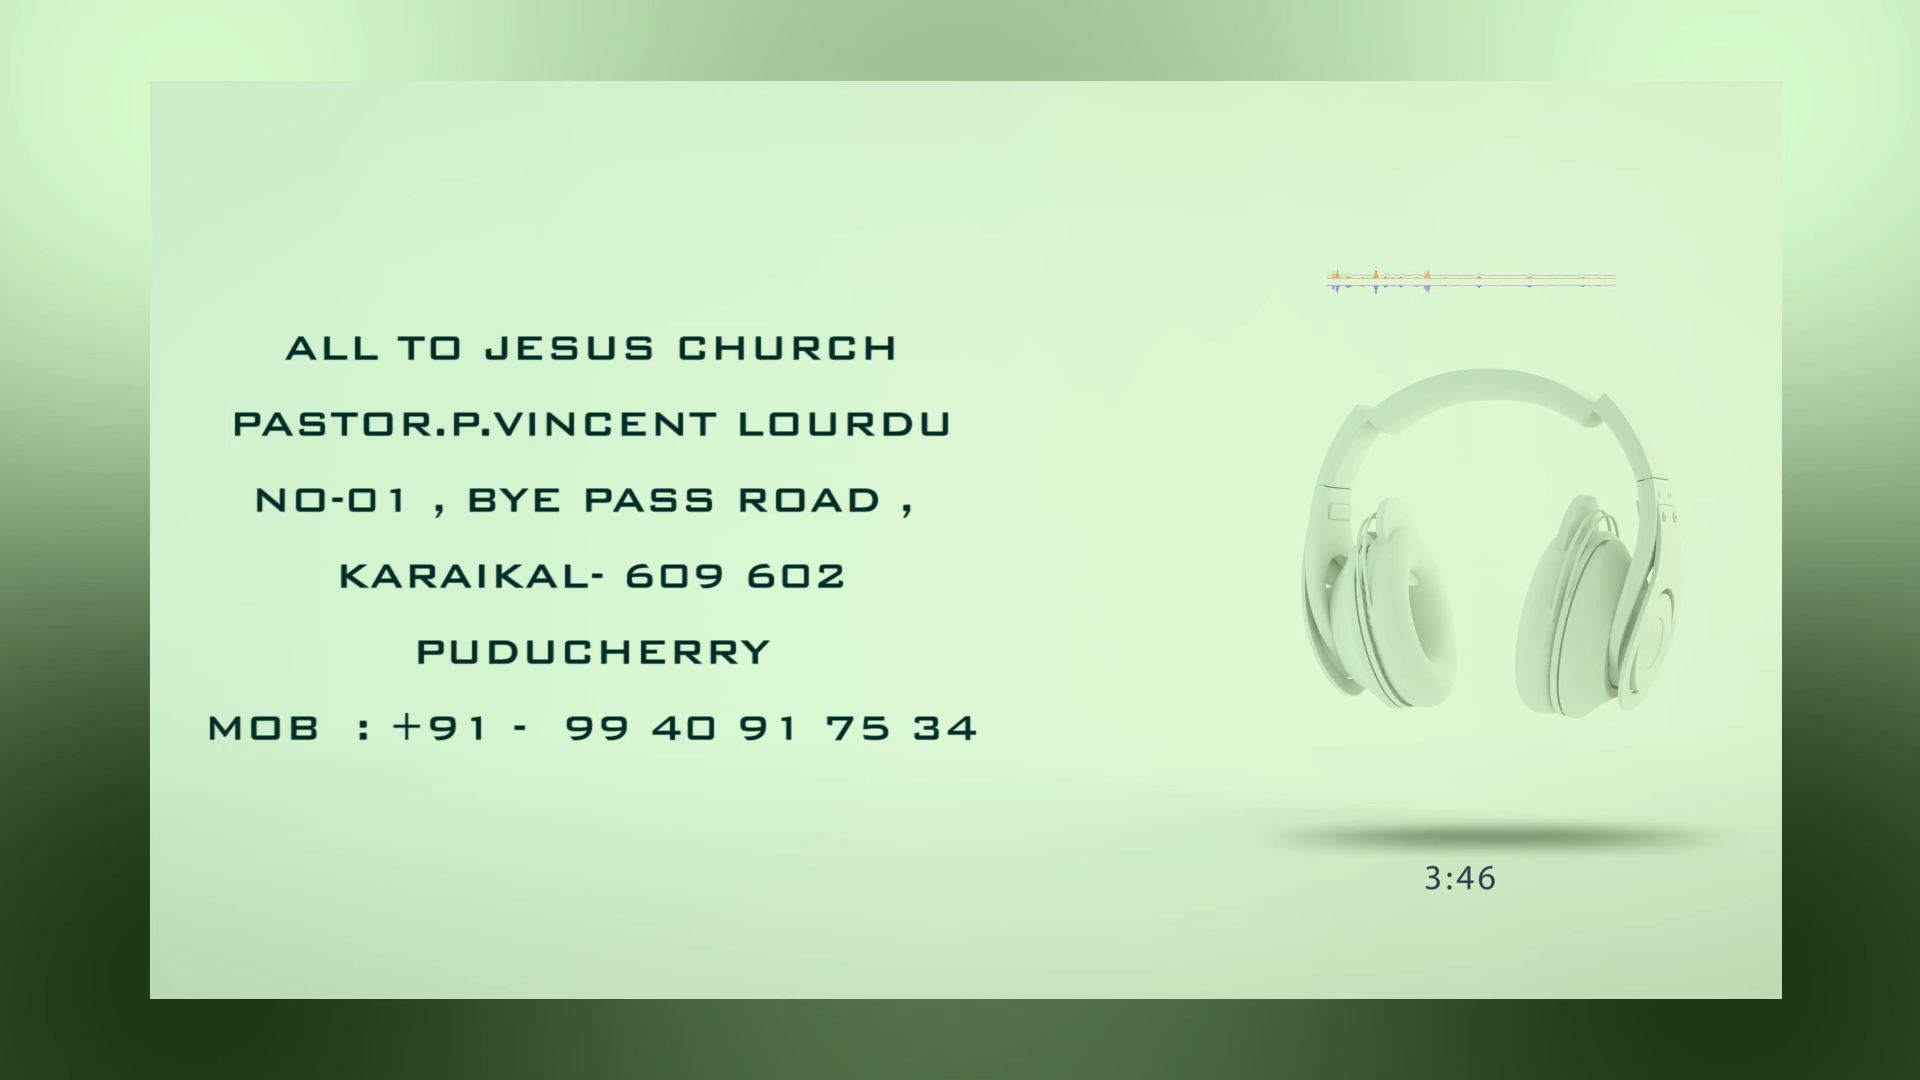 ALL TO JESUS CHURCH
PASTOR.P.VINCENT LOURDU
NO-01 , BYE PASS ROAD ,
KARAIKAL- 609 602
PUDUCHERRY
MOB : +91 - 99 40 91 75 34
3:46